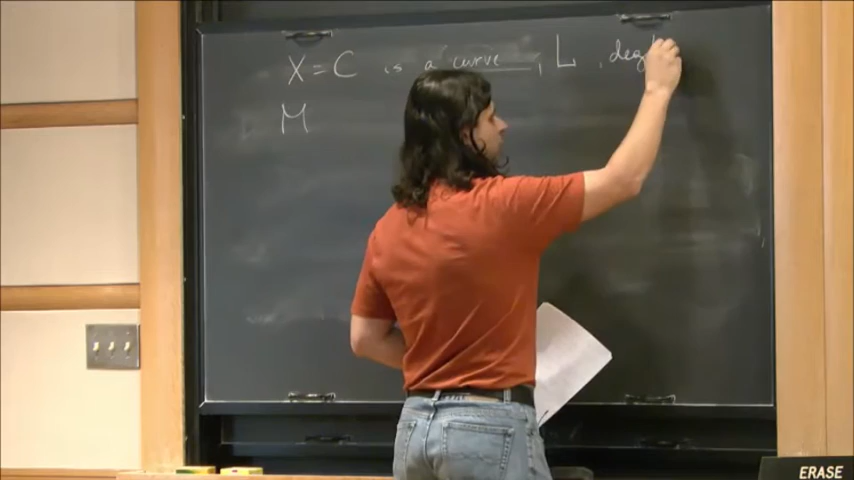 X = C is a curve, L, deg
M
ERASE